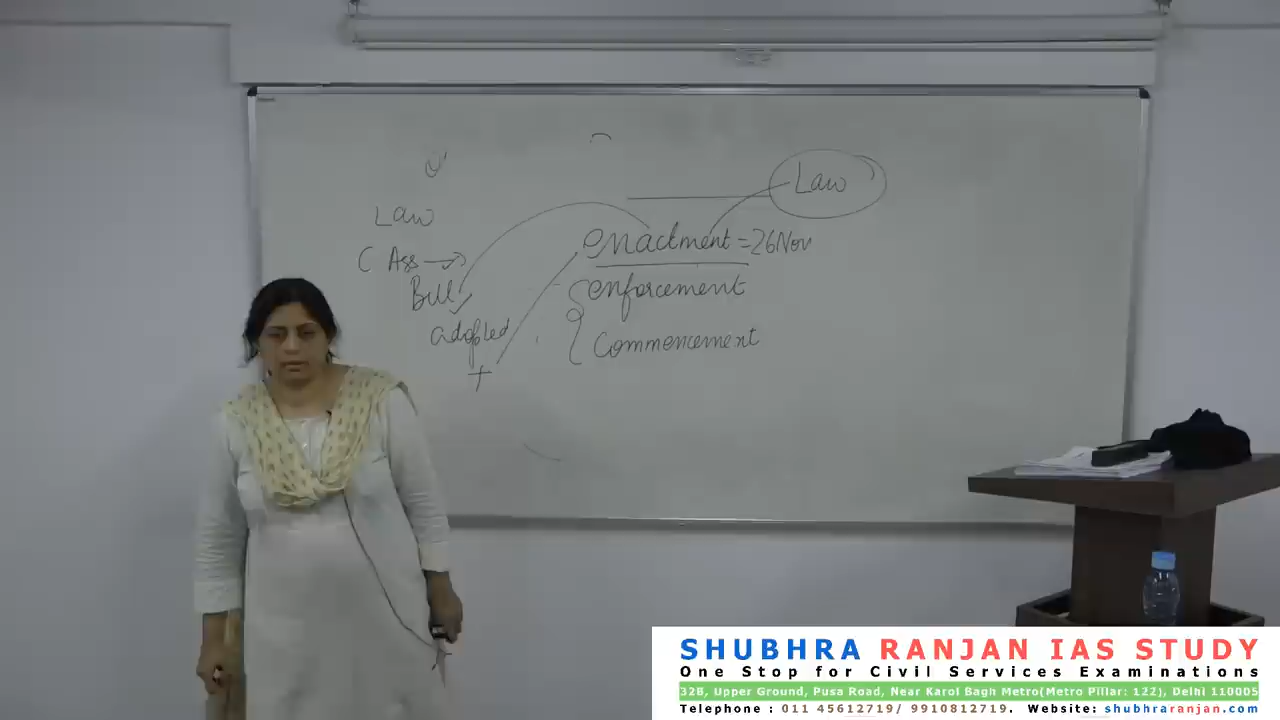 Law
Law
C Ass
enactment = 26 Nov
Bill
enforcement
adopted
Commencement
+
SHUBHRA RANJAN IAS STUDY
One Stop for Civil Services Examinations
32B, Upper Ground, Pusa Road, Near Karol Bagh Metro(Metro Pillar: 122), Delhi 110005
Telephone : 011 45612719/ 9910812719. Website: shubhraranjan.com